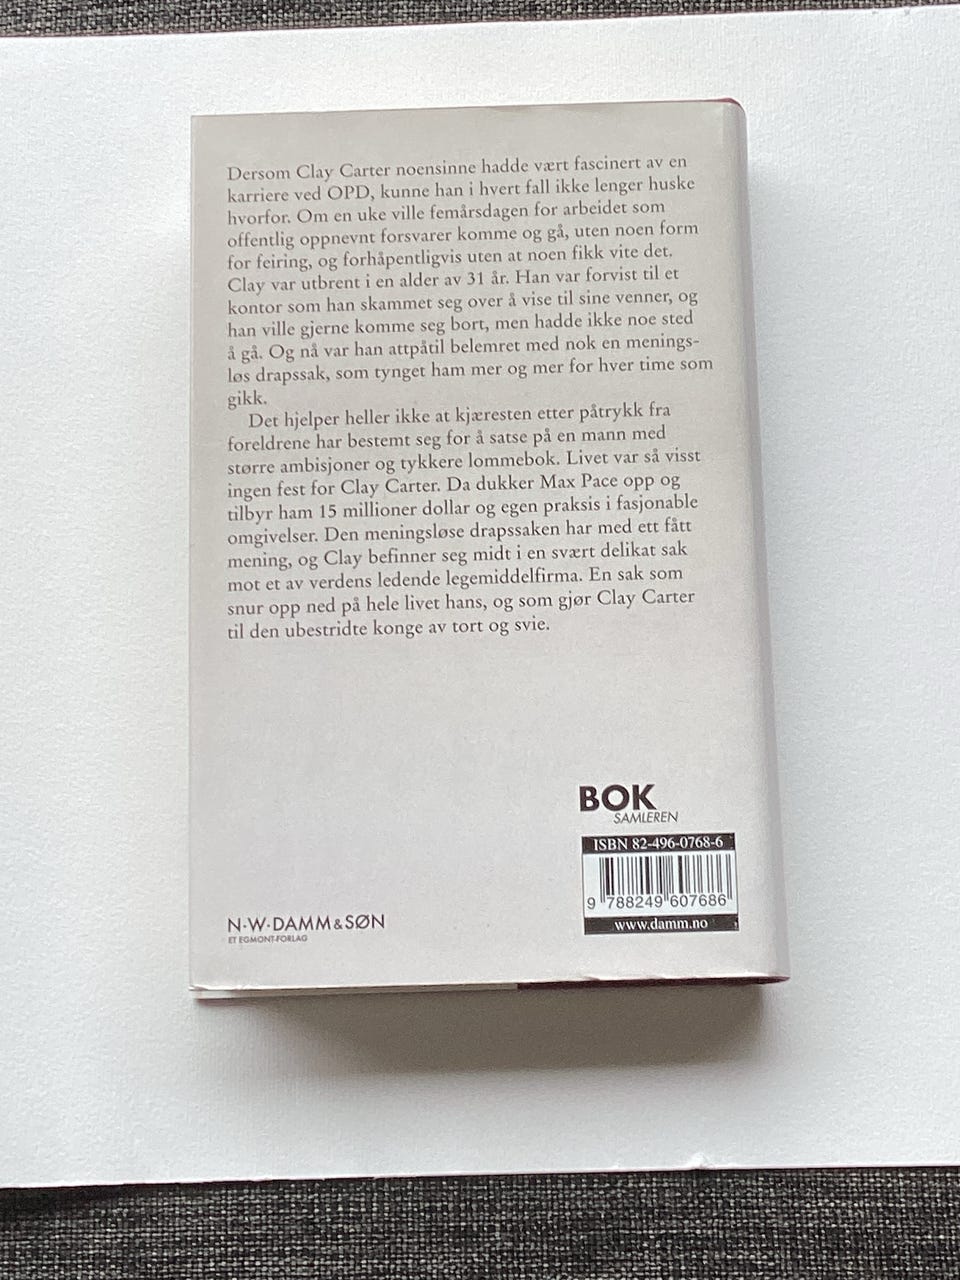 Dersom Clay Carter noensinne hadde vært fascinert av en
karriere ved OPD, kunne han i hvert fall ikke lenger huske
hvorfor. Om en uke ville femårsdagen for arbeidet som
offentlig oppnevnt forsvarer komme og gå, uten noen form
for feiring, og forhåpentligvis uten at noen fikk vite det.
Clay var utbrent i en alder av 31 år. Han var forvist til et
kontor som han skammet seg over å vise til sine venner, og
han ville gjerne komme seg bort, men hadde ikke noe sted
å gå. Og nå var han attpåtil belemret med nok en menings-
løs drapssak, som tynget ham mer og mer for hver time som
gikk.
Det hjelper heller ikke at kjæresten etter påtrykk fra
foreldrene har bestemt seg for å satse på en mann med
større ambisjoner og tykkere lommebok. Livet var så visst
ingen fest for Clay Carter. Da dukker Max Pace opp og
tilbyr ham 15 millioner dollar og egen praksis i fasjonable
omgivelser. Den meningsløse drapssaken har med ett fått
mening, og Clay befinner seg midt i en svært delikat sak
mot et av verdens ledende legemiddelfirma. En sak som
snur opp ned på hele livet hans, og som gjør Clay Carter
til den ubestridte konge av tort og svie.
BOK
SAMLEREN
ISBN 82-496-0768-6
9 788249 607686
www.damm.no
N·W·DAMM & SØN
ET EGMONT-FORLAG